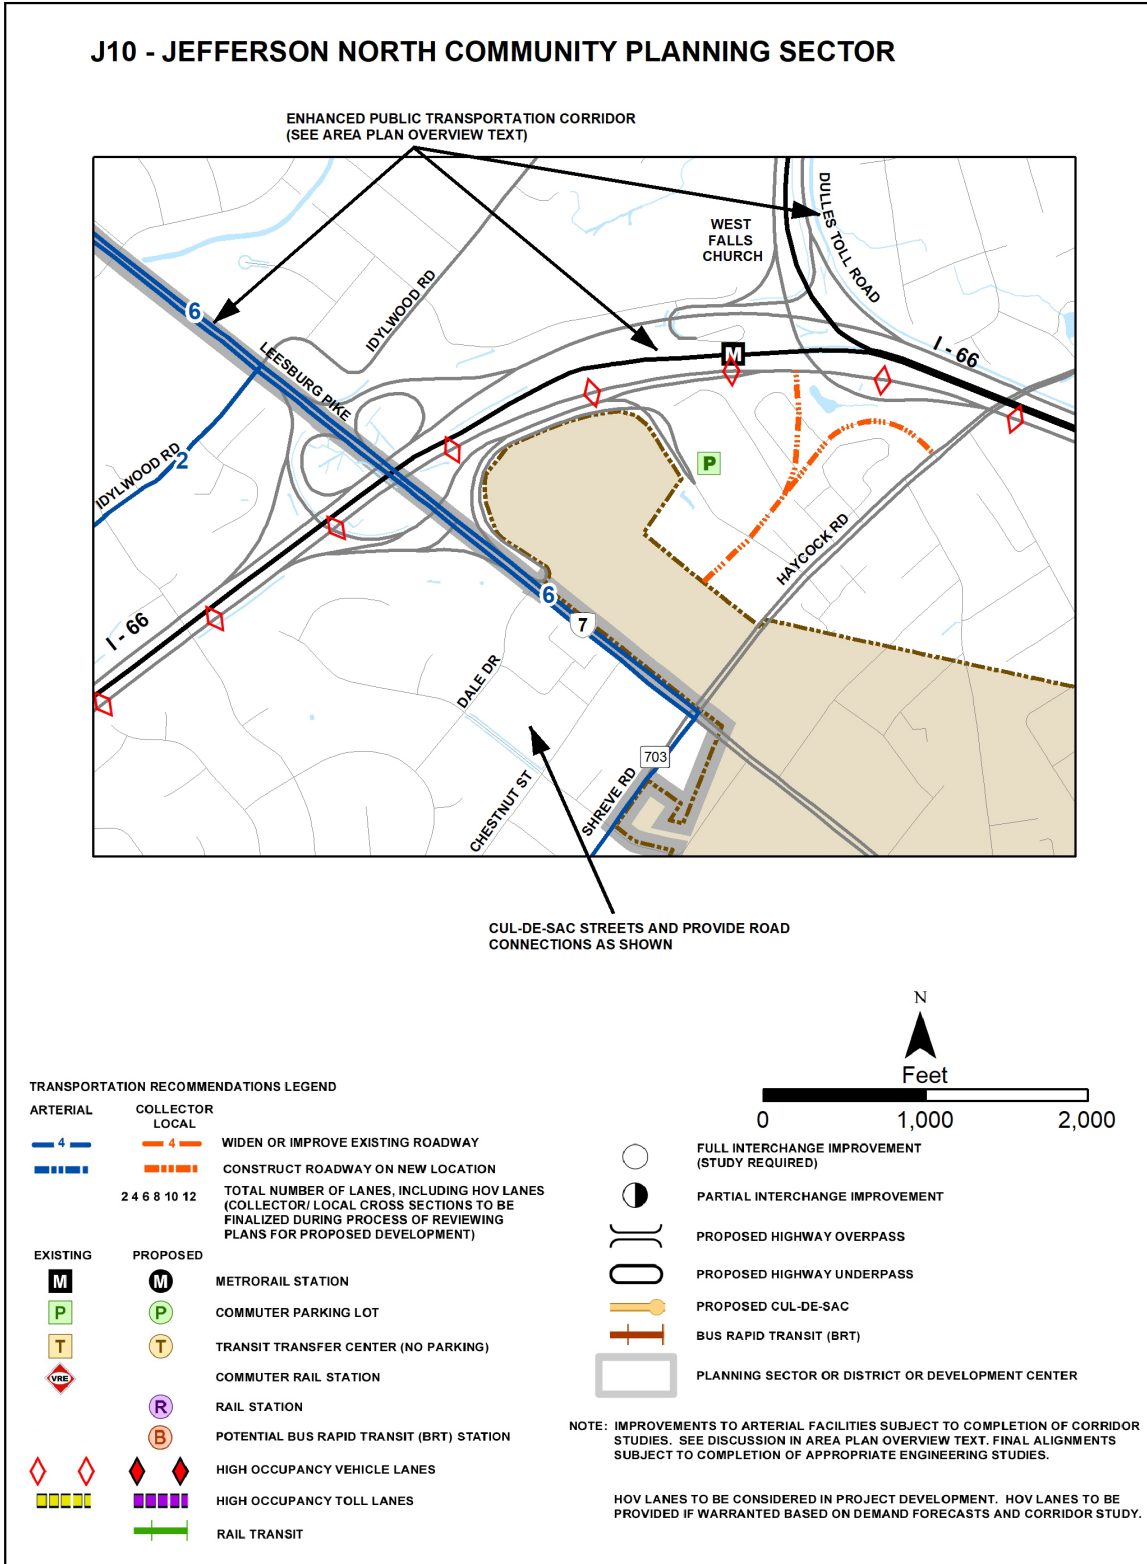 J10 - JEFFERSON NORTH COMMUNITY PLANNING SECTOR
ENHANCED PUBLIC TRANSPORTATION CORRIDOR
(SEE AREA PLAN OVERVIEW TEXT)
DULLES TOLL ROAD
WEST
FALLS
CHURCH
IDYLWOOD RD
6
LEESBURG PIKE
I - 66
M
IDYLWOOD RD
2
P
HAYCOCK RD
6
7
I - 66
DALE DR
703
SHREVE RD
CHESTNUT ST
CUL-DE-SAC STREETS AND PROVIDE ROAD
CONNECTIONS AS SHOWN
N
Feet
0 1,000 2,000
TRANSPORTATION RECOMMENDATIONS LEGEND
ARTERIAL
COLLECTOR
LOCAL
4 4 WIDEN OR IMPROVE EXISTING ROADWAY
CONSTRUCT ROADWAY ON NEW LOCATION
2 4 6 8 10 12 TOTAL NUMBER OF LANES, INCLUDING HOV LANES
(COLLECTOR/ LOCAL CROSS SECTIONS TO BE
FINALIZED DURING PROCESS OF REVIEWING
PLANS FOR PROPOSED DEVELOPMENT)
EXISTING PROPOSED
M M METRORAIL STATION
P P COMMUTER PARKING LOT
T T TRANSIT TRANSFER CENTER (NO PARKING)
VRE COMMUTER RAIL STATION
R RAIL STATION
B POTENTIAL BUS RAPID TRANSIT (BRT) STATION
HIGH OCCUPANCY VEHICLE LANES
HIGH OCCUPANCY TOLL LANES
RAIL TRANSIT
FULL INTERCHANGE IMPROVEMENT
(STUDY REQUIRED)
PARTIAL INTERCHANGE IMPROVEMENT
PROPOSED HIGHWAY OVERPASS
PROPOSED HIGHWAY UNDERPASS
PROPOSED CUL-DE-SAC
BUS RAPID TRANSIT (BRT)
PLANNING SECTOR OR DISTRICT OR DEVELOPMENT CENTER
NOTE: IMPROVEMENTS TO ARTERIAL FACILITIES SUBJECT TO COMPLETION OF CORRIDOR
STUDIES. SEE DISCUSSION IN AREA PLAN OVERVIEW TEXT. FINAL ALIGNMENTS
SUBJECT TO COMPLETION OF APPROPRIATE ENGINEERING STUDIES.
HOV LANES TO BE CONSIDERED IN PROJECT DEVELOPMENT. HOV LANES TO BE
PROVIDED IF WARRANTED BASED ON DEMAND FORECASTS AND CORRIDOR STUDY.